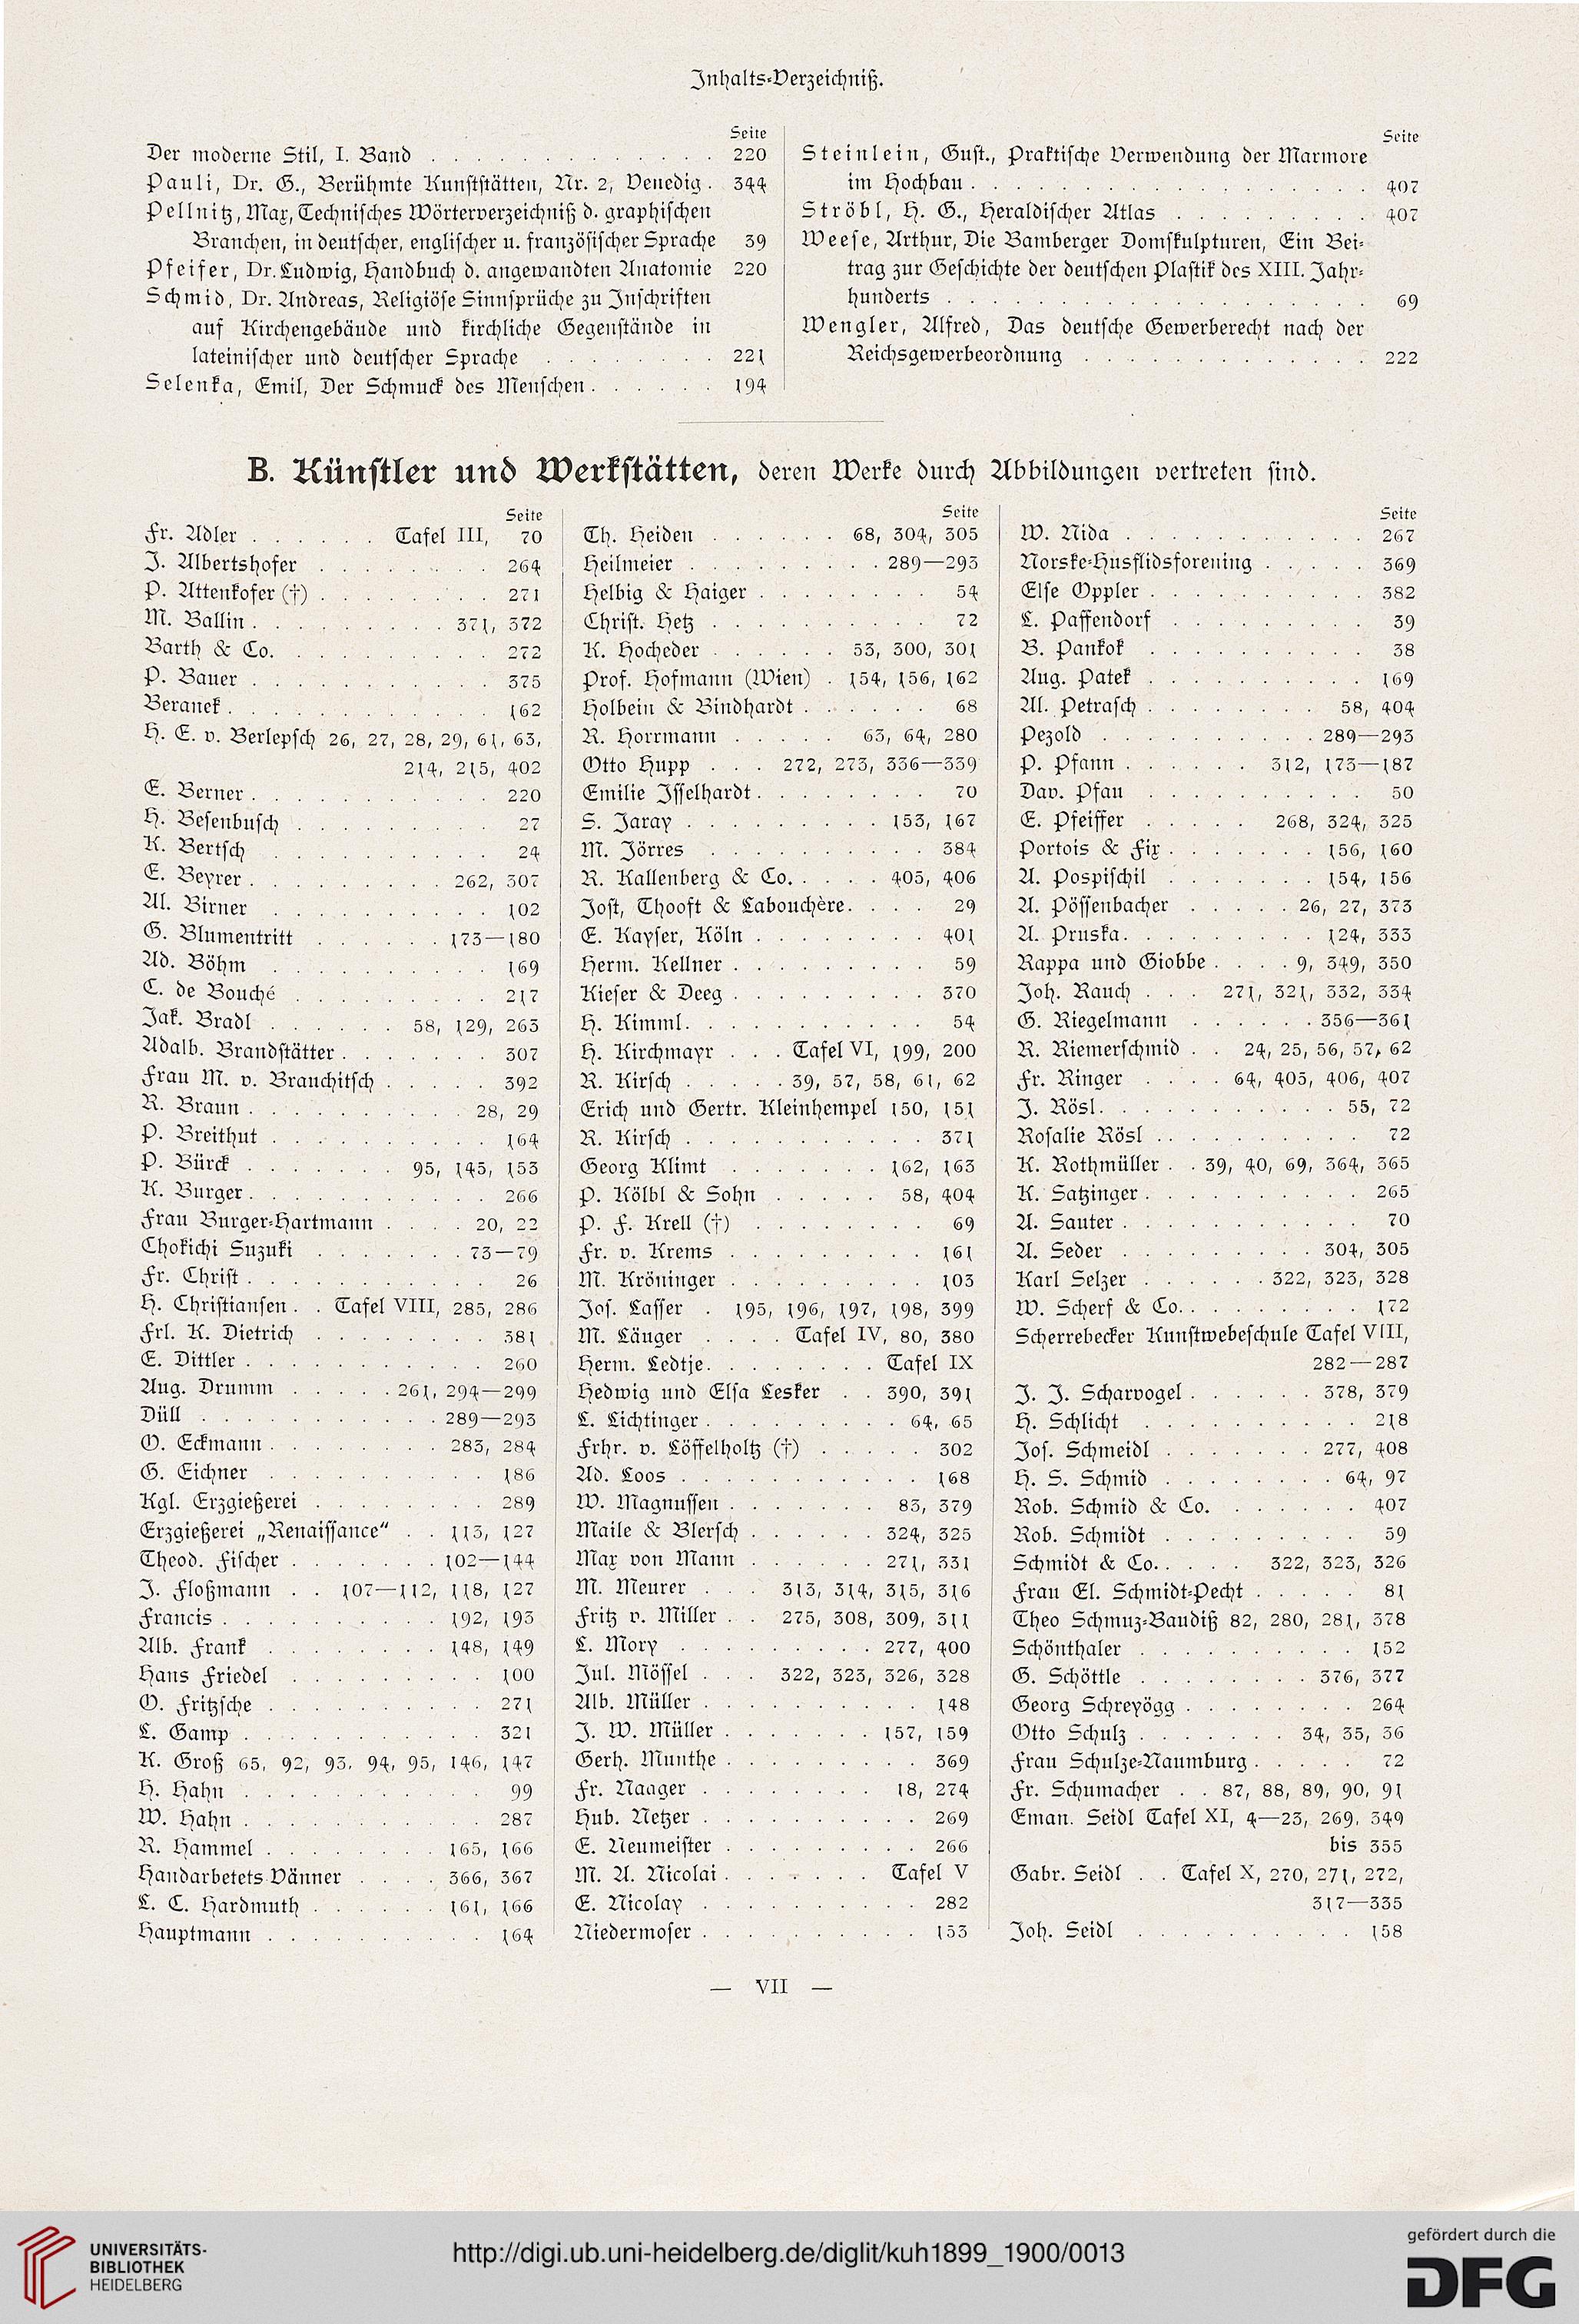 Inhalts-Verzeichniß.
Seite
Der moderne Stil, I. Band . . . . . . . . . . . . . 220
Pauli, Dr. G., Berühmte Kunststätten, Nr. 2, Venedig . 344
Pellnitz, Max, Technisches Wörterverzeichniß d. graphischen
Branchen, in deutscher, englischer u. französischer Sprache 39
Pfeifer, Dr. Ludwig, Handbuch d. angewandten Anatomie 220
Schmid, Dr. Andreas, Religiöse Sinnsprüche zu Inschriften
auf Kirchengebäude und kirchliche Gegenstände in
lateinischer und deutscher Sprache . . . . . . . . 221
Selenka, Emil, Der Schmuck des Menschen . . . . . . 194
Seite
Steinlein, Gust., Praktische Verwendung der Marmore
im Hochbau . . . . . . . . . . . . . . . . . . 407
Ströbl, H. G., Heraldischer Atlas . . . . . . . . . 407
Weese, Arthur, Die Bamberger Domskulpturen, Ein Bei-
trag zur Geschichte der deutschen Plastik des XIII. Jahr-
hunderts . . . . . . . . . . . . . . . . . . . 69
Wengler, Alfred, Das deutsche Gewerberecht nach der
Reichsgewerbeordnung . . . . . . . . . . . . . 222
B. Künstler und Werkstätten, deren Werke durch Abbildungen vertreten sind.
Seite
Fr. Adler . . . . . . Tafel III, 70
J. Albertshofer . . . . . . . . 264
P. Attenkofer (†) . . . . . . . . 271
M. Ballin . . . . . . . . . 371, 372
Barth & Co. . . . . . . . . . 272
P. Bauer . . . . . . . . . . . 375
Beranek . . . . . . . . . . . . 162
H. E. v. Berlepsch 26, 27, 28, 29, 61, 63,
214, 215, 402
E. Berner . . . . . . . . . . . 220
H. Besenbusch . . . . . . . . . 27
K. Bertsch . . . . . . . . . . 24
E. Beyrer . . . . . . . . . 262, 307
Al. Birner . . . . . . . . . . 102
G. Blumentritt . . . . . . 173—180
Ad. Böhm . . . . . . . . . . 169
C. de Bouché . . . . . . . . . 217
Jak. Bradl . . . . . . 58, 129, 263
Adalb. Brandstätter . . . . . . . 307
Frau M. v. Brauchitsch . . . . . 392
R. Braun . . . . . . . . . . 28, 29
P. Breithut . . . . . . . . . . 164
P. Bürck . . . . . . . 95, 145, 153
K. Burger . . . . . . . . . . . 266
Frau Burger-Hartmann . . . . 20, 22
Chokichi Suzuki . . . . . . . 73—79
Fr. Christ . . . . . . . . . . . 26
H. Christiansen . . Tafel VIII, 285, 286
Frl. K. Dietrich . . . . . . . . 381
E. Dittler . . . . . . . . . . . 260
Aug. Drumm . . . . . 261, 294—299
Düll . . . . . . . . . . . 289—293
O. Eckmann . . . . . . . . 283, 284
G. Eichner . . . . . . . . . . 186
Kgl. Erzgießerei . . . . . . . . 289
Erzgießerei „Renaissance“ . . 113, 127
Theod. Fischer . . . . . . . 102—144
J. Floßmann . . 107—112, 118, 127
Francis . . . . . . . . . . 192, 193
Alb. Frank . . . . . . . . 148, 149
Hans Friedel . . . . . . . . . 100
O. Fritzsche . . . . . . . . . . 271
L. Gamp . . . . . . . . . . . 321
K. Groß 65, 92, 93, 94, 95, 146, 147
H. Hahn . . . . . . . . . . . 99
W. Hahn . . . . . . . . . . . 287
R. Hammel . . . . . . . . 165, 166
Handarbetets Vänner . . . . 366, 367
L. C. Hardmuth . . . . . . 161, 166
Hauptmann . . . . . . . . . . 164
Seite
Th. Heiden . . . . . . 68, 304, 305
Heilmeier . . . . . . . . . 289—293
Helbig & Haiger . . . . . . . . 54
Christ. Hetz . . . . . . . . . . 72
K. Hocheder . . . . . . 53, 300, 301
Prof. Hofmann (Wien) . 154, 156, 162
Holbein & Bindhardt . . . . . . 68
R. Horrmann . . . . . 63, 64, 280
Otto Hupp . . . 272, 273, 336—339
Emilie Isselhardt . . . . . . . . 70
S. Jaray . . . . . . . . . 153, 167
M. Jörres . . . . . . . . . . 384
R. Kallenberg & Co. . . . . 405, 406
Jost, Thooft & Labouchère . . . . 29
E. Kayser, Köln . . . . . . . . 401
Herm. Kellner . . . . . . . . . 59
Kieser & Deeg . . . . . . . . . 370
H. Kimml . . . . . . . . . . . 54
H. Kirchmayr . . . Tafel VI, 199, 200
R. Kirsch . . . . . 39, 57, 58, 61, 62
Erich und Gertr. Kleinhempel 150, 151
R. Kirsch . . . . . . . . . . . 371
Georg Klimt . . . . . . . 162, 163
P. Kölbl & Sohn . . . . . 58, 404
P. F. Krell (†) . . . . . . . . 69
Fr. v. Krems . . . . . . . . . 161
M. Kröninger . . . . . . . . . 103
Jos. Lasser . 195, 196, 197, 198, 399
M. Läuger . . . . Tafel IV, 80, 380
Herm. Ledtje . . . . . . . . Tafel IX
Hedwig und Elsa Lesker . . 390, 391
L. Lichtinger . . . . . . . . . 64, 65
Frhr. v. Löffelholtz (†) . . . . . 302
Ad. Loos . . . . . . . . . . . 168
W. Magnussen . . . . . . . 83, 379
Maile & Blersch . . . . . . 324, 325
Max von Mann . . . . . . 271, 331
M. Meurer . . . 313, 314, 315, 316
Fritz v. Miller . . 275, 308, 309, 311
L. Mory . . . . . . . . . 277, 400
Jul. Mössel . . . 322, 323, 326, 328
Alb. Müller . . . . . . . . . . 148
J. W. Müller . . . . . . . 157, 159
Gerh. Munthe . . . . . . . . . 369
Fr. Naager . . . . . . . . 18, 274
Hub. Netzer . . . . . . . . . . 269
E. Neumeister . . . . . . . . . 266
M. A. Nicolai . . . . . . . Tafel V
E. Nicolay . . . . . . . . . . 282
Niedermoser . . . . . . . . . . 153
Seite
W. Nida . . . . . . . . . . . 267
Norske-Husflidsforening . . . . . 369
Else Oppler . . . . . . . . . . 382
L. Paffendorf . . . . . . . . . 39
B. Pankok . . . . . . . . . . 38
Aug. Patek . . . . . . . . . . 169
Al. Petrasch . . . . . . . . 58, 404
Pezold . . . . . . . . . . 289—293
P. Pfann . . . . . . 312, 173—187
Dav. Pfau . . . . . . . . . . 50
E. Pfeiffer . . . . . 268, 324, 325
Portois & Fix . . . . . . . 156, 160
A. Pospischil . . . . . . . 154, 156
A. Pössenbacher . . . . . 26, 27, 373
A. Pruska . . . . . . . . . 124, 333
Rappa und Giobbe . . . . 9, 349, 350
Joh. Rauch . . . 271, 321, 332, 334
G. Riegelmann . . . . . . 356—361
R. Riemerschmid . . 24, 25, 56, 57, 62
Fr. Ringer . . . . 64, 405, 406, 407
J. Rösl . . . . . . . . . . . 55, 72
Rosalie Rösl . . . . . . . . . . 72
K. Rothmüller . . 39, 40, 69, 364, 365
K. Satzinger . . . . . . . . . . 265
A. Sauter . . . . . . . . . . . 70
A. Seder . . . . . . . . . 304, 305
Karl Selzer . . . . . . 322, 323, 328
W. Scherf & Co. . . . . . . . . 172
Scherrebecker Kunstwebeschule Tafel VIII,
282—287
J. J. Scharvogel . . . . . . 378, 379
H. Schlicht . . . . . . . . . . 218
Jos. Schmeidl . . . . . . . 277, 408
H. S. Schmid . . . . . . . . 64, 97
Rob. Schmid & Co. . . . . . . 407
Rob. Schmidt . . . . . . . . . 59
Schmidt & Co. . . . . 322, 323, 326
Frau El. Schmidt-Pecht . . . . . 81
Theo Schmuz-Baudiß 82, 280, 281, 378
Schönthaler . . . . . . . . . . 152
G. Schöttle . . . . . . . . 376, 377
Georg Schreyögg . . . . . . . . 264
Otto Schulz . . . . . . . 34, 35, 36
Frau Schulze-Naumburg . . . . . 72
Fr. Schumacher . . 87, 88, 89, 90, 91
Eman. Seidl Tafel XI, 4—23, 269, 349
bis 355
Gabr. Seidl . . Tafel X, 270, 271, 272,
317—335
Joh. Seidl . . . . . . . . . . 158
— VII —
UNIVERSITÄTS-
BIBLIOTHEK
HEIDELBERG
http://digi.ub.uni-heidelberg.de/diglit/kuh1899_1900/0013
gefördert durch die
DFG